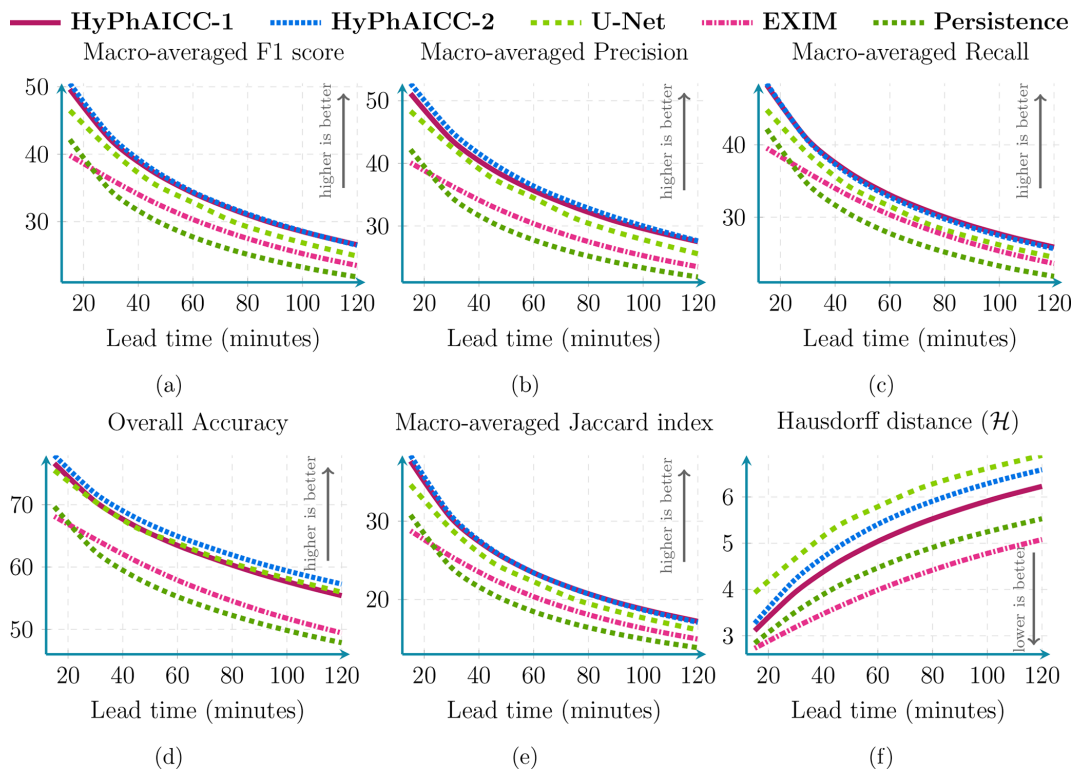 HyPhAICC-1 HyPhAICC-2 U-Net EXIM Persistence
Macro-averaged F1 score
50
40
30
20 40 60 80 100 120
higher is better
Lead time (minutes)
(a)
Macro-averaged Precision
50
40
30
20 40 60 80 100 120
higher is better
Lead time (minutes)
(b)
Macro-averaged Recall
40
30
20 40 60 80 100 120
higher is better
Lead time (minutes)
(c)
Overall Accuracy
70
60
50
20 40 60 80 100 120
higher is better
Lead time (minutes)
(d)
Macro-averaged Jaccard index
30
20
20 40 60 80 100 120
higher is better
Lead time (minutes)
(e)
Hausdorff distance (ℋ)
6
5
4
3
20 40 60 80 100 120
lower is better
Lead time (minutes)
(f)